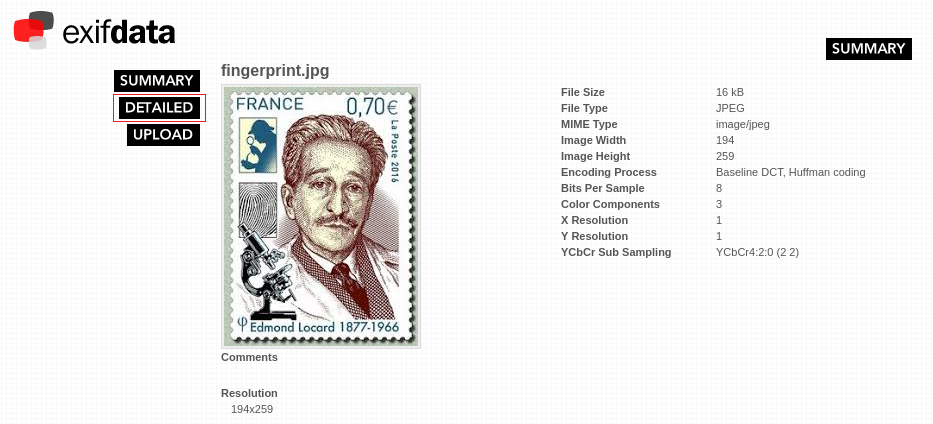 exifdata
SUMMARY
SUMMARY
DETAILED
UPLOAD
fingerprint.jpg
FRANCE 0,70€
La Poste 2016
φ Edmond Locard 1877-1966
Comments
Resolution
194x259
File Size 16 kB
File Type JPEG
MIME Type image/jpeg
Image Width 194
Image Height 259
Encoding Process Baseline DCT, Huffman coding
Bits Per Sample 8
Color Components 3
X Resolution 1
Y Resolution 1
YCbCr Sub Sampling YCbCr4:2:0 (2 2)